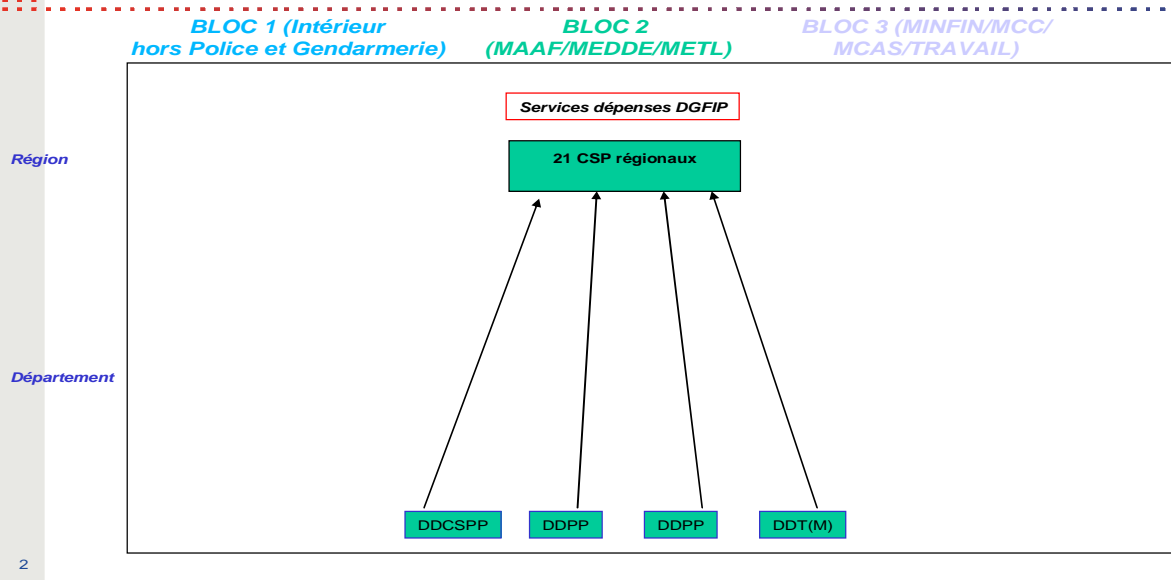 BLOC 1 (Intérieur
hors Police et Gendarmerie)
BLOC 2
(MAAF/MEDDE/METL)
BLOC 3 (MINFIN/MCC/
MCAS/TRAVAIL)
Services dépenses DGFIP
Région
21 CSP régionaux
Département
DDCSPP
DDPP
DDPP
DDT(M)
2